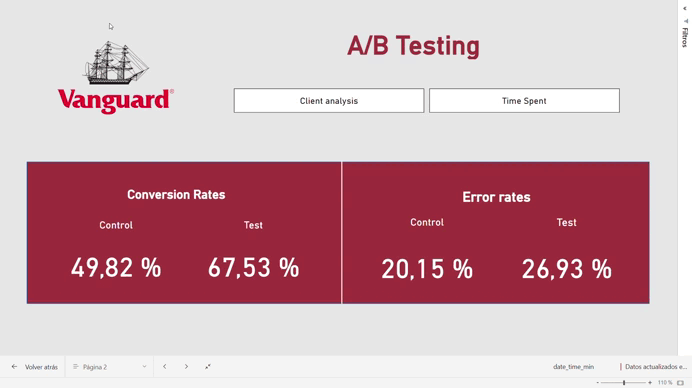 A/B Testing
Vanguard®
Client analysis
Time Spent
Conversion Rates
Control
Test
49,82 %
67,53 %
Error rates
Control
Test
20,15 %
26,93 %
Filtros
Volver atrás
Página 2
date_time_min
Datos actualizados e...
110 %